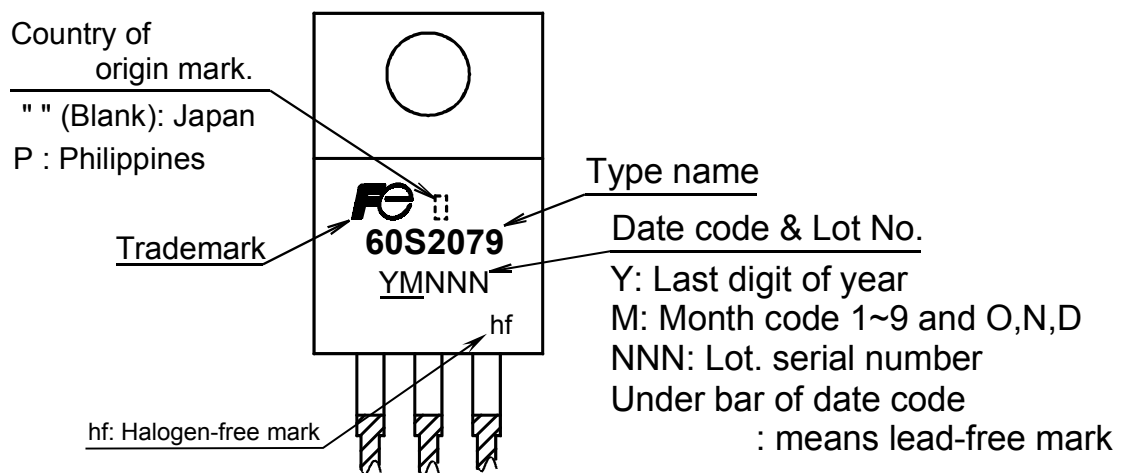 Country of
origin mark.
" " (Blank): Japan
P : Philippines
Trademark
Fe
60S2079
YMNNN
hf
hf: Halogen-free mark
Type name
Date code & Lot No.
Y: Last digit of year
M: Month code 1~9 and O,N,D
NNN: Lot. serial number
Under bar of date code
: means lead-free mark